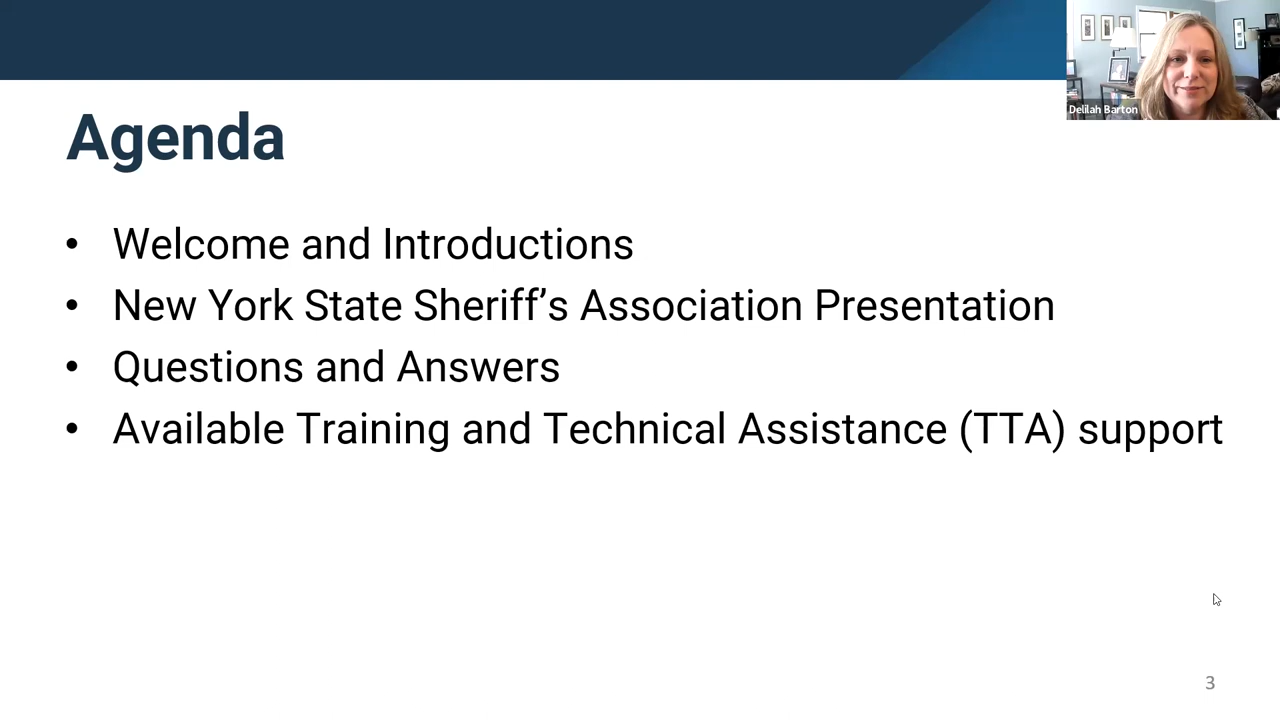 Delilah Barton
Agenda
• Welcome and Introductions
• New York State Sheriff’s Association Presentation
• Questions and Answers
• Available Training and Technical Assistance (TTA) support
3